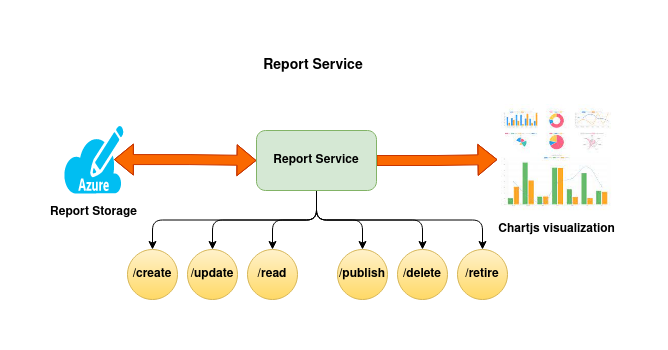 Report Service
Report Service
Azure
Report Storage
Chartjs visualization
/create
/update
/read
/publish
/delete
/retire